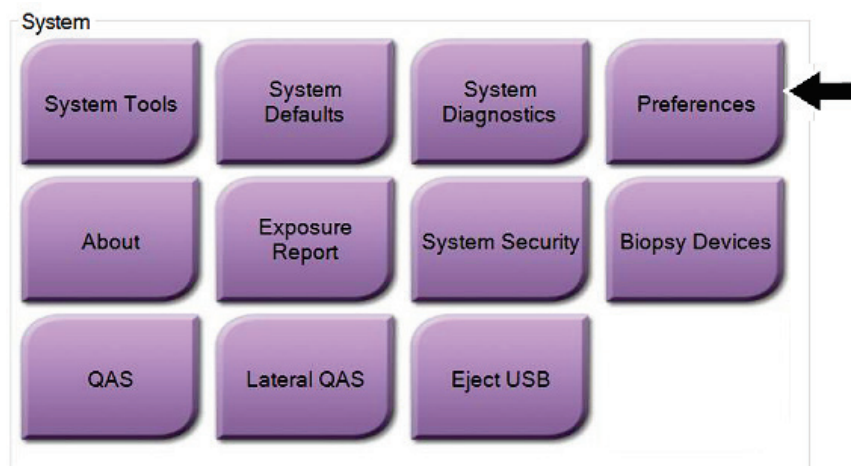 System
System Tools
System
Defaults
System
Diagnostics
Preferences
About
Exposure
Report
System Security
Biopsy Devices
QAS
Lateral QAS
Eject USB